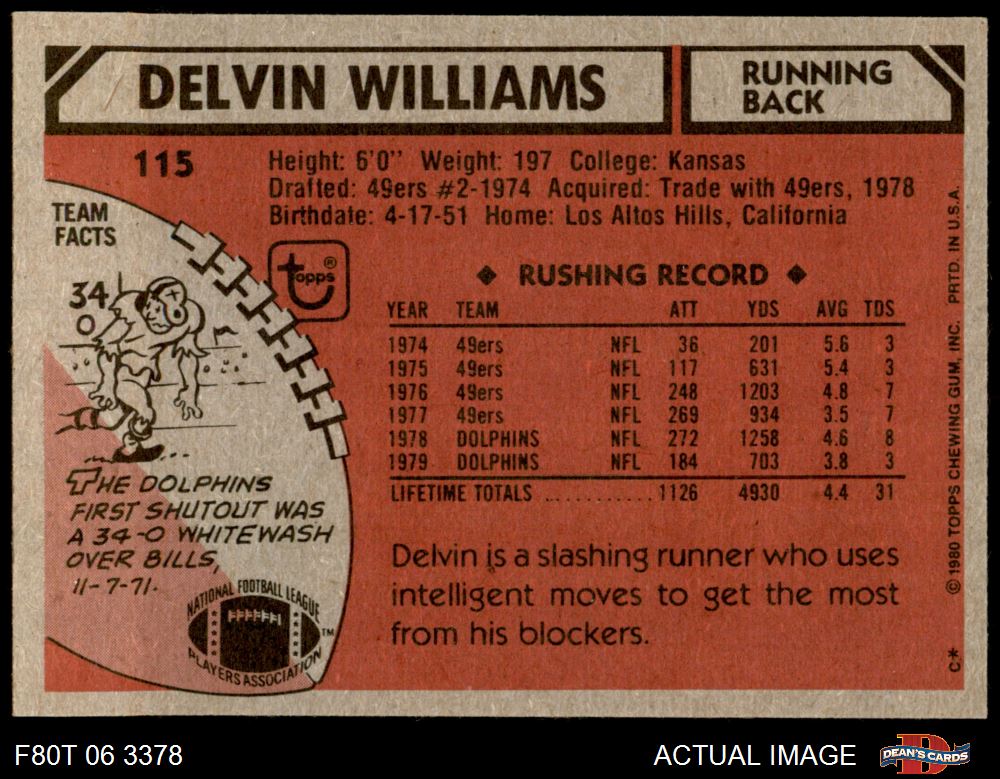 DELVIN WILLIAMS
RUNNING
BACK
115
Height: 6'0" Weight: 197 College: Kansas
Drafted: 49ers #2-1974 Acquired: Trade with 49ers, 1978
Birthdate: 4-17-51 Home: Los Altos Hills, California
TEAM
FACTS
34
0
topps®
◆ RUSHING RECORD ◆
YEAR TEAM ATT YDS AVG TDS
1974 49ers NFL 36 201 5.6 3
1975 49ers NFL 117 631 5.4 3
1976 49ers NFL 248 1203 4.8 7
1977 49ers NFL 269 934 3.5 7
1978 DOLPHINS NFL 272 1258 4.6 8
1979 DOLPHINS NFL 184 703 3.8 3
LIFETIME TOTALS ............ 1126 4930 4.4 31
THE DOLPHINS
FIRST SHUTOUT WAS
A 34-0 WHITEWASH
OVER BILLS,
11-7-71.
NATIONAL FOOTBALL LEAGUE
PLAYERS ASSOCIATION
TM
Delvin is a slashing runner who uses
intelligent moves to get the most
from his blockers.
C* © 1980 TOPPS CHEWING GUM, INC. PRTD. IN U.S.A.
F80T 06 3378
ACTUAL IMAGE
D
DEAN'S CARDS